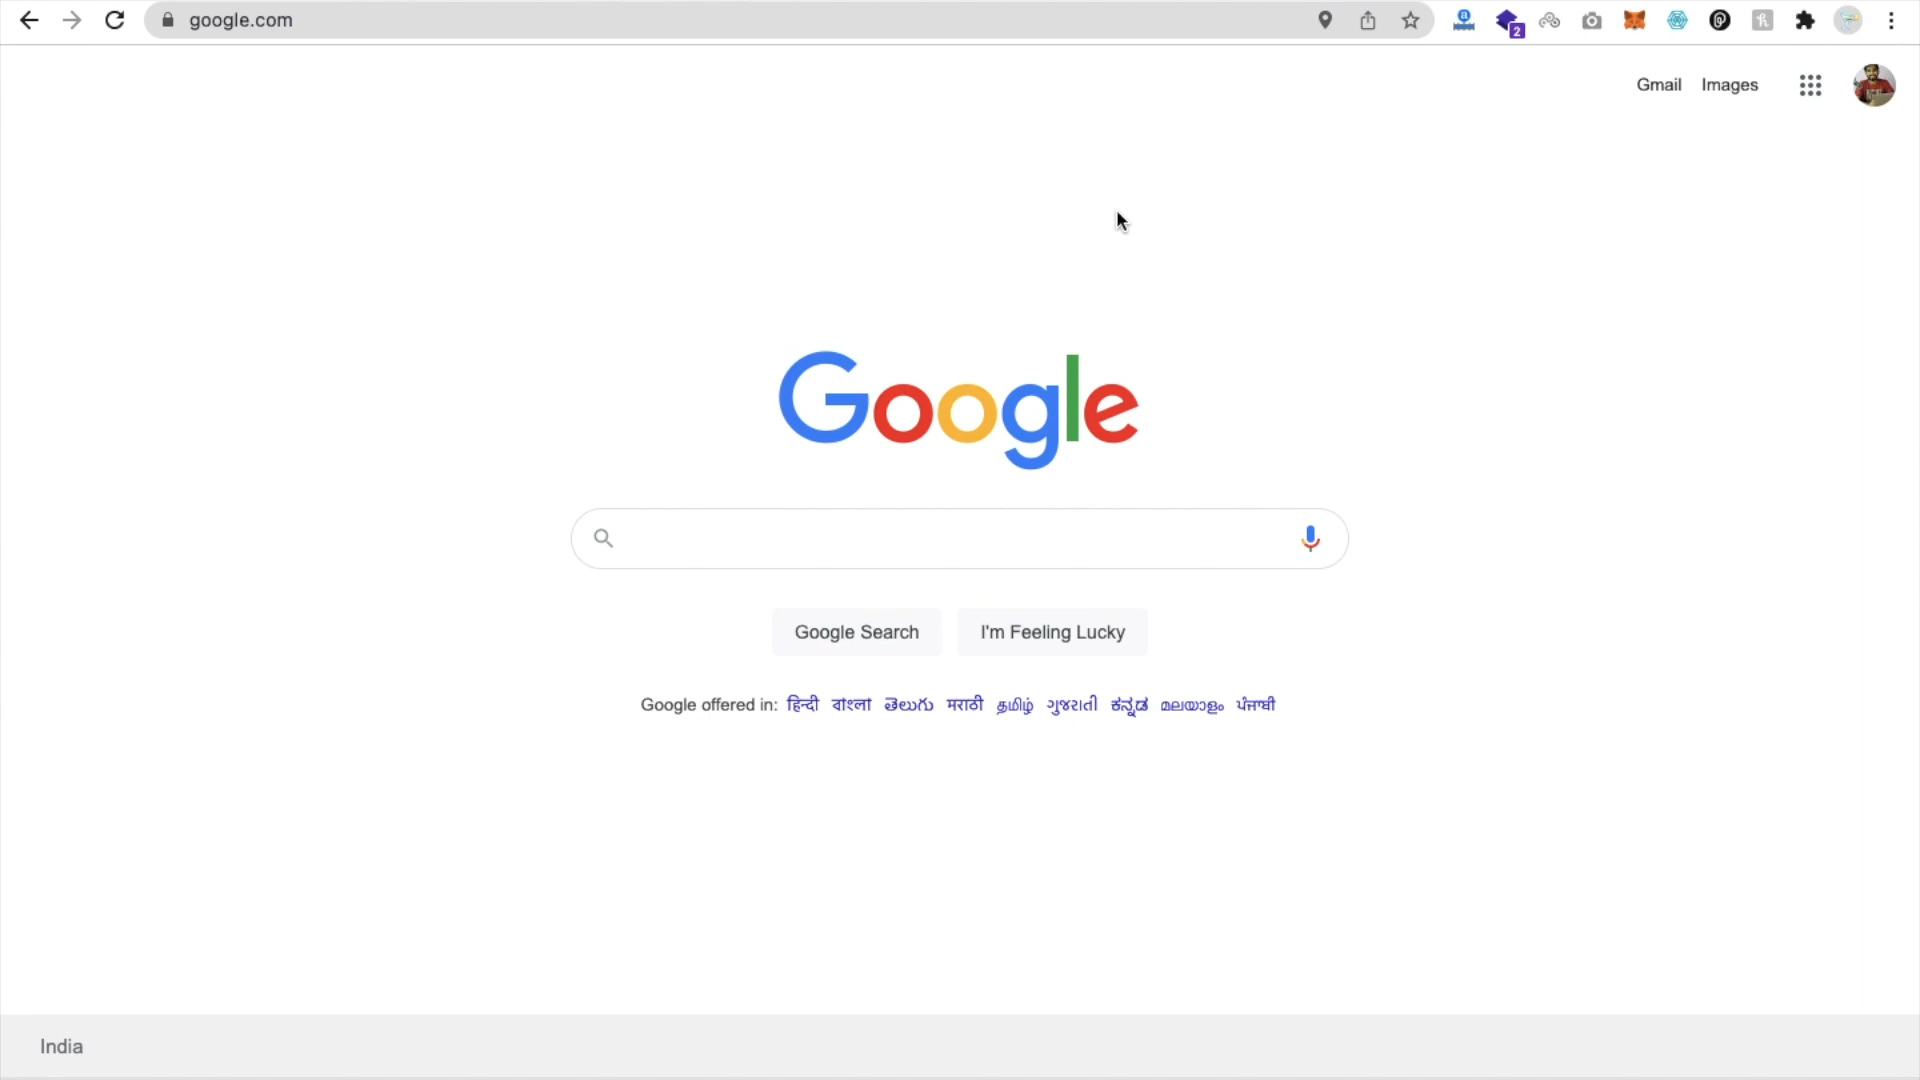 google.com
2
Gmail Images
Google
Google Search I'm Feeling Lucky
Google offered in: हिन्दी বাংলা తెలుగు मराठी தமிழ் ગુજરાતી ಕನ್ನಡ മലയാളം ਪੰਜਾਬੀ
India